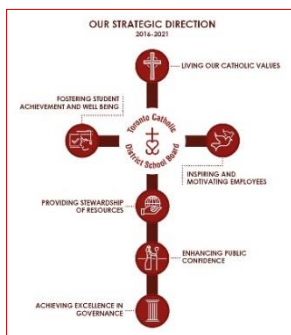 OUR STRATEGIC DIRECTION
2016-2021
LIVING OUR CATHOLIC VALUES
FOSTERING STUDENT
ACHIEVEMENT AND WELL BEING
Toronto Catholic
District School Board
INSPIRING AND
MOTIVATING EMPLOYEES
PROVIDING STEWARDSHIP
OF RESOURCES
ENHANCING PUBLIC
CONFIDENCE
ACHIEVING EXCELLENCE IN
GOVERNANCE